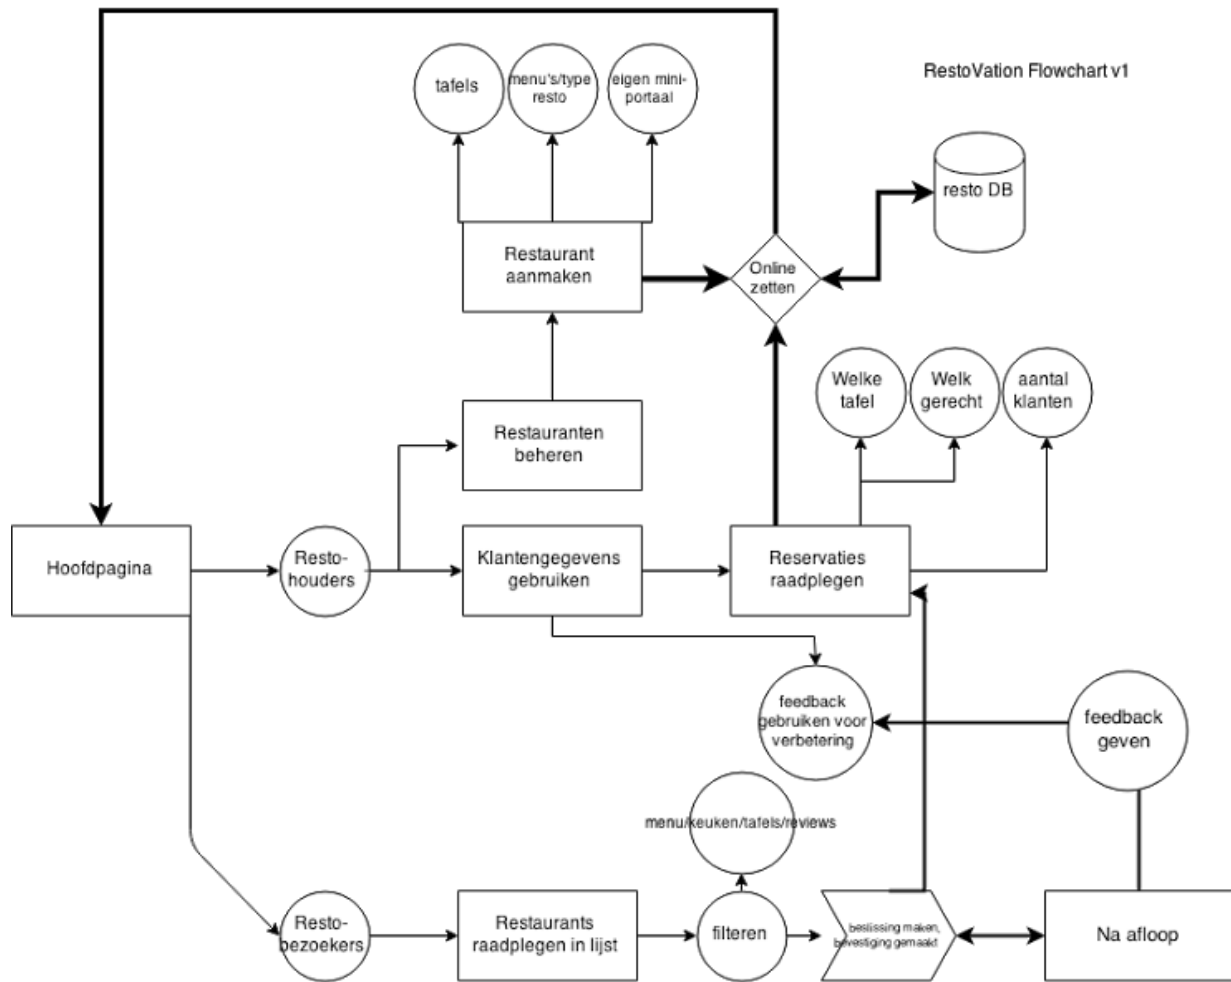 RestoVation Flowchart v1
tafels
menu's/type
resto
eigen mini-
portaal
resto DB
Restaurant
aanmaken
Online
zetten
Welke
tafel
Welk
gerecht
aantal
klanten
Restauranten
beheren
Hoofdpagina
Resto-
houders
Klantengegevens
gebruiken
Reservaties
raadplegen
feedback
gebruiken voor
verbetering
feedback
geven
menu/keuken/tafels/reviews
Resto-
bezoekers
Restaurants
raadplegen in lijst
filteren
beslissing maken,
bevestiging gemaakt
Na afloop